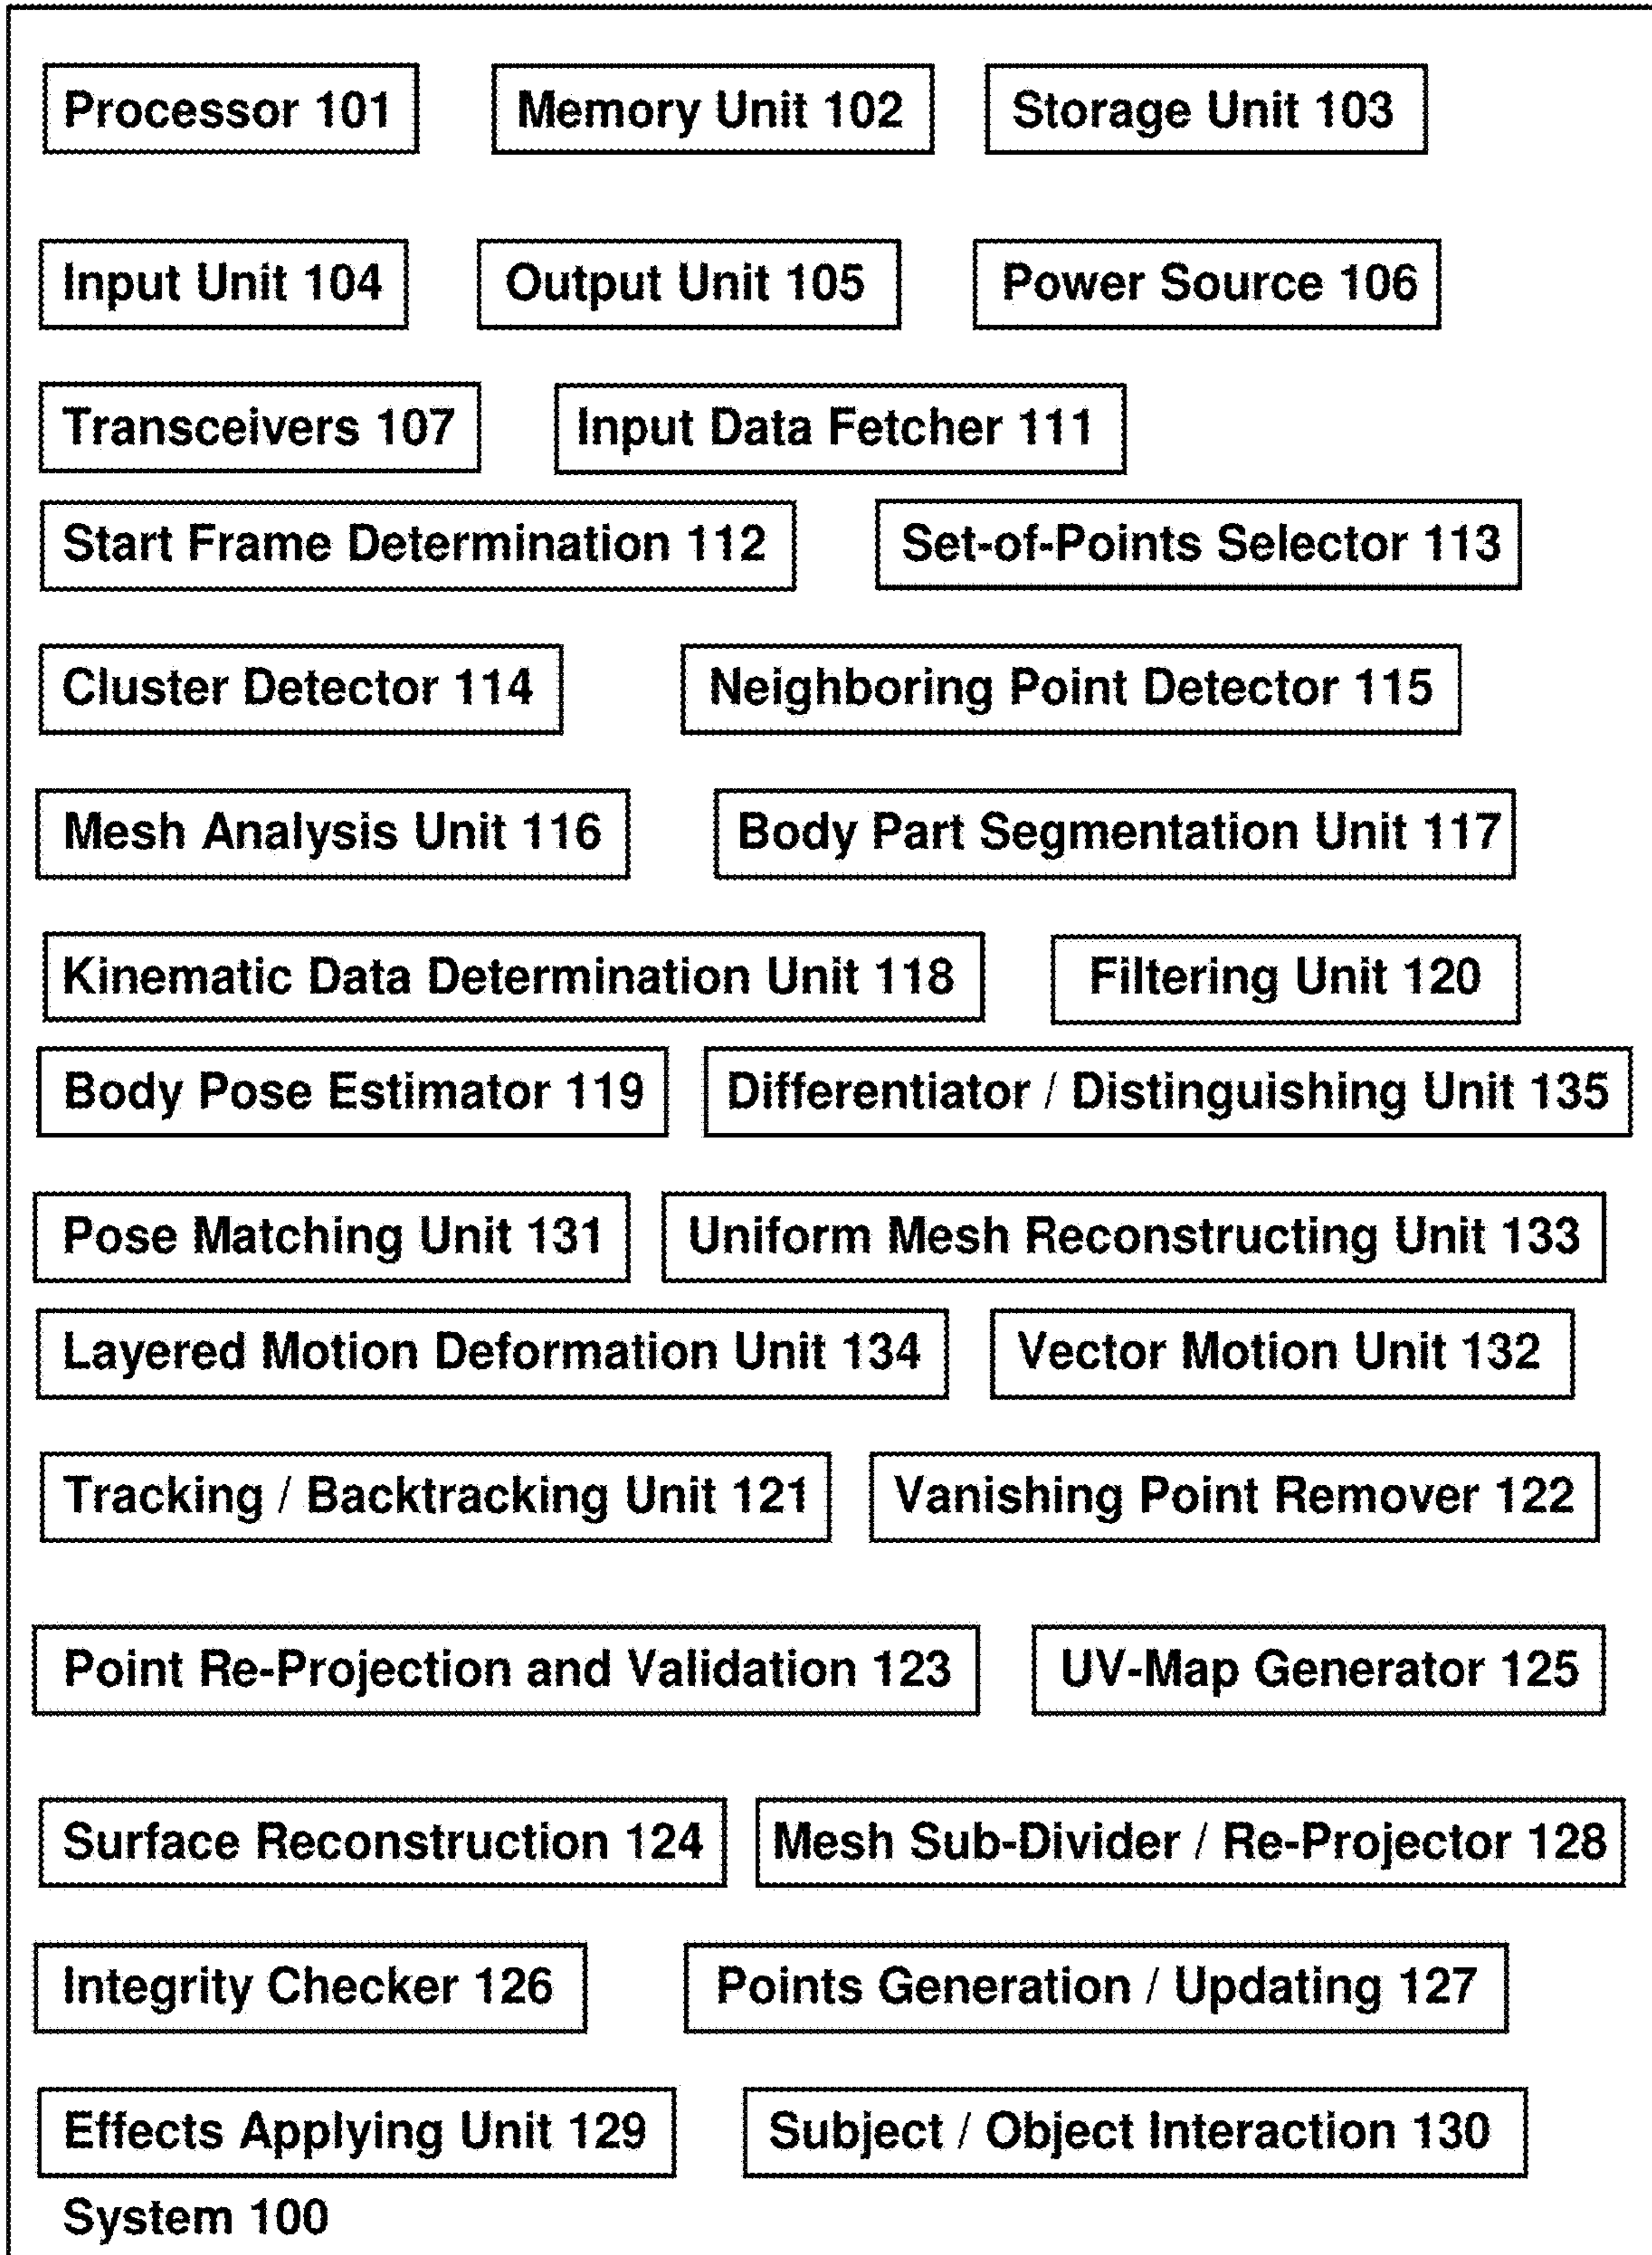 Processor 101 Memory Unit 102 Storage Unit 103
Input Unit 104 Output Unit 105 Power Source 106
Transceivers 107 Input Data Fetcher 111
Start Frame Determination 112 Set-of-Points Selector 113
Cluster Detector 114 Neighboring Point Detector 115
Mesh Analysis Unit 116 Body Part Segmentation Unit 117
Kinematic Data Determination Unit 118 Filtering Unit 120
Body Pose Estimator 119 Differentiator / Distinguishing Unit 135
Pose Matching Unit 131 Uniform Mesh Reconstructing Unit 133
Layered Motion Deformation Unit 134 Vector Motion Unit 132
Tracking / Backtracking Unit 121 Vanishing Point Remover 122
Point Re-Projection and Validation 123 UV-Map Generator 125
Surface Reconstruction 124 Mesh Sub-Divider / Re-Projector 128
Integrity Checker 126 Points Generation / Updating 127
Effects Applying Unit 129 Subject / Object Interaction 130
System 100